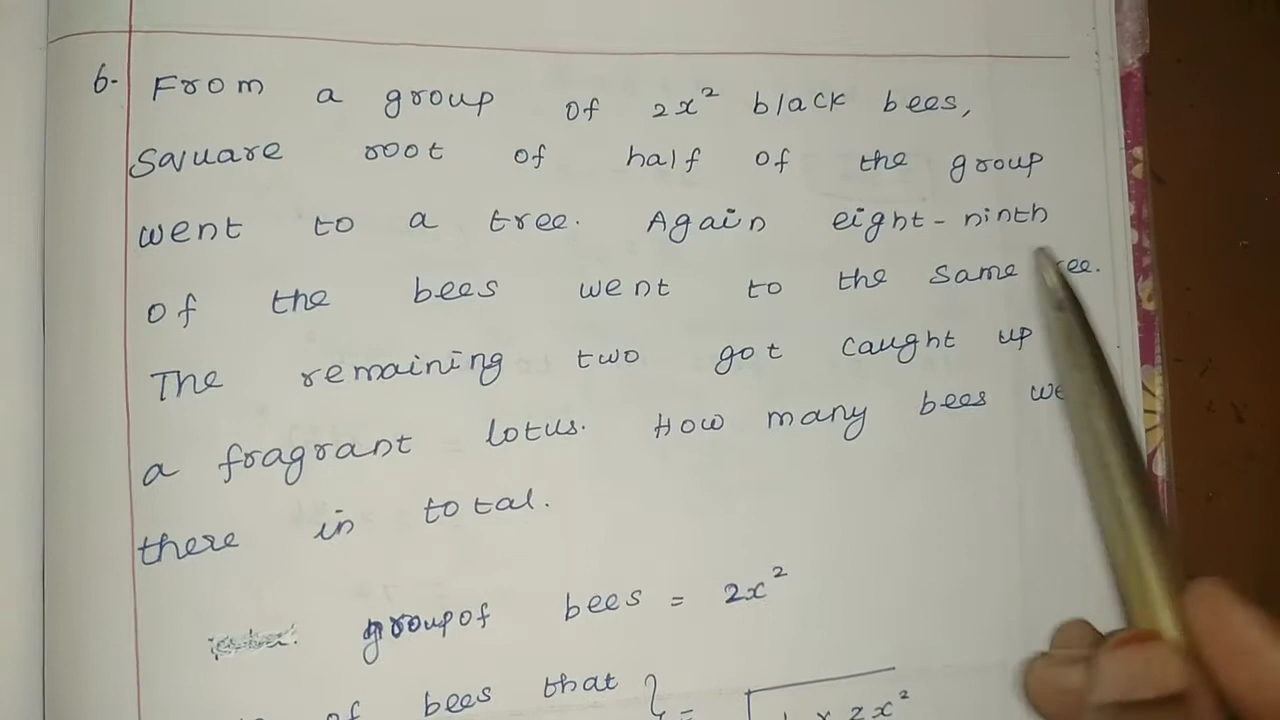 6. From a group of 2x² black bees,
square root of half of the group
went to a tree. Again eight-ninth
of the bees went to the same
The remaining two got caught up
a fragrant lotus. How many bees
there in total.
group of bees = 2x²
of bees that } = √ x 2x²